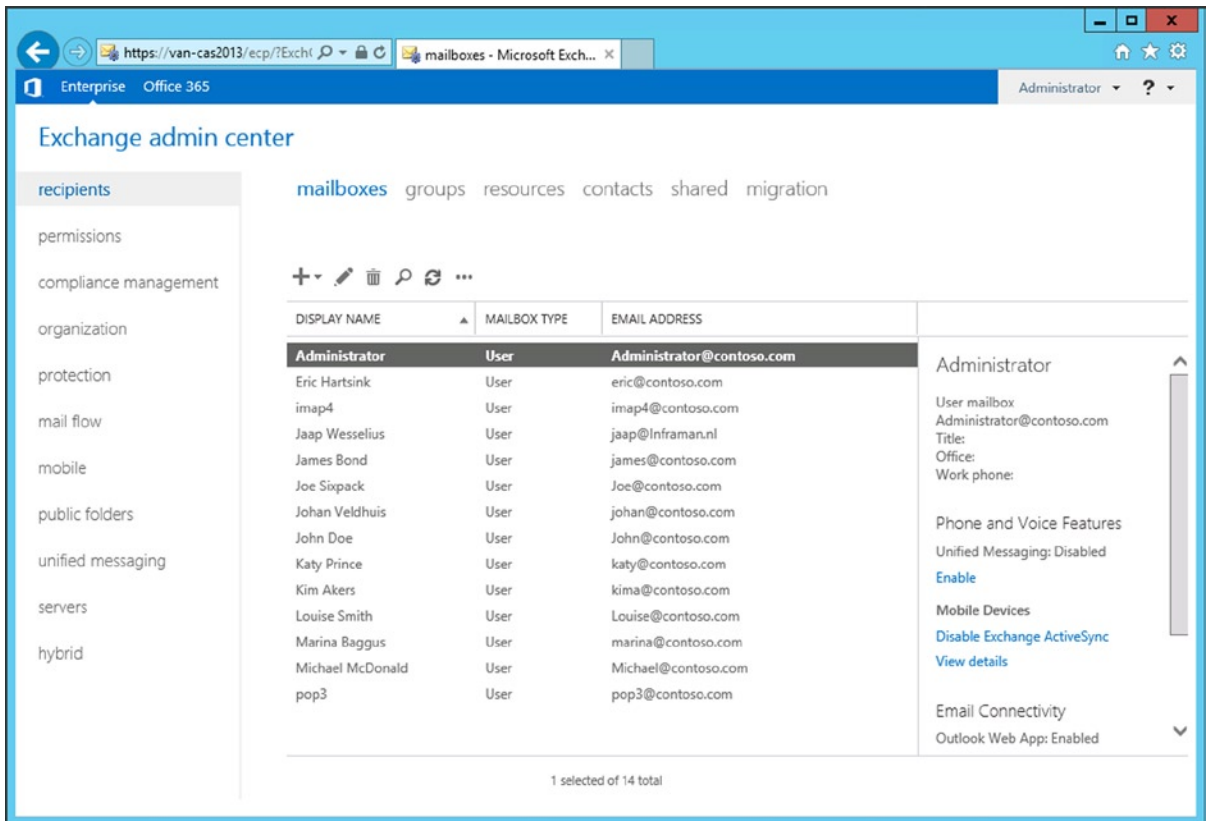 https://van-cas2013/ecp/?Exch(
mailboxes - Microsoft Exch...
Enterprise Office 365
Administrator ?
Exchange admin center
recipients
permissions
compliance management
organization
protection
mail flow
mobile
public folders
unified messaging
servers
hybrid
mailboxes groups resources contacts shared migration
DISPLAY NAME MAILBOX TYPE EMAIL ADDRESS
Administrator User Administrator@contoso.com
Eric Hartsink User eric@contoso.com
imap4 User imap4@contoso.com
Jaap Wesselius User jaap@Inframan.nl
James Bond User james@contoso.com
Joe Sixpack User Joe@contoso.com
Johan Veldhuis User johan@contoso.com
John Doe User John@contoso.com
Katy Prince User katy@contoso.com
Kim Akers User kima@contoso.com
Louise Smith User Louise@contoso.com
Marina Baggus User marina@contoso.com
Michael McDonald User Michael@contoso.com
pop3 User pop3@contoso.com
1 selected of 14 total
Administrator
User mailbox
Administrator@contoso.com
Title:
Office:
Work phone:
Phone and Voice Features
Unified Messaging: Disabled
Enable
Mobile Devices
Disable Exchange ActiveSync
View details
Email Connectivity
Outlook Web App: Enabled